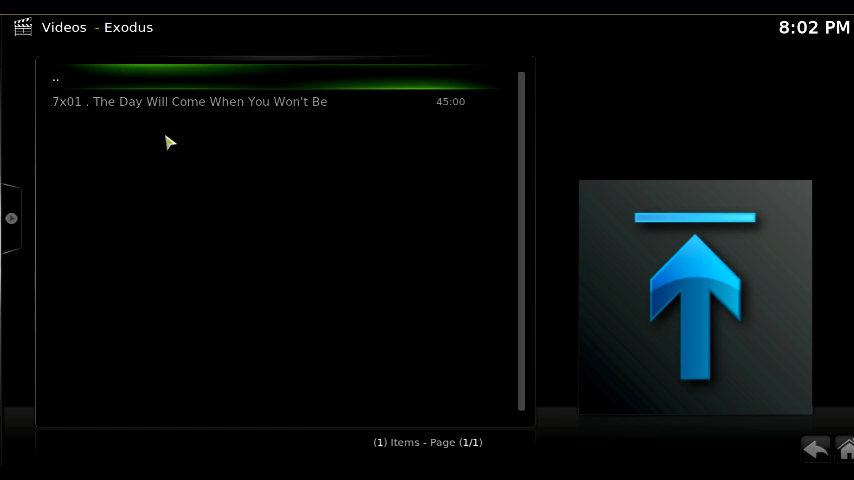 Videos - Exodus
8:02 PM
..
7x01 . The Day Will Come When You Won't Be 45:00
(1) Items - Page (1/1)